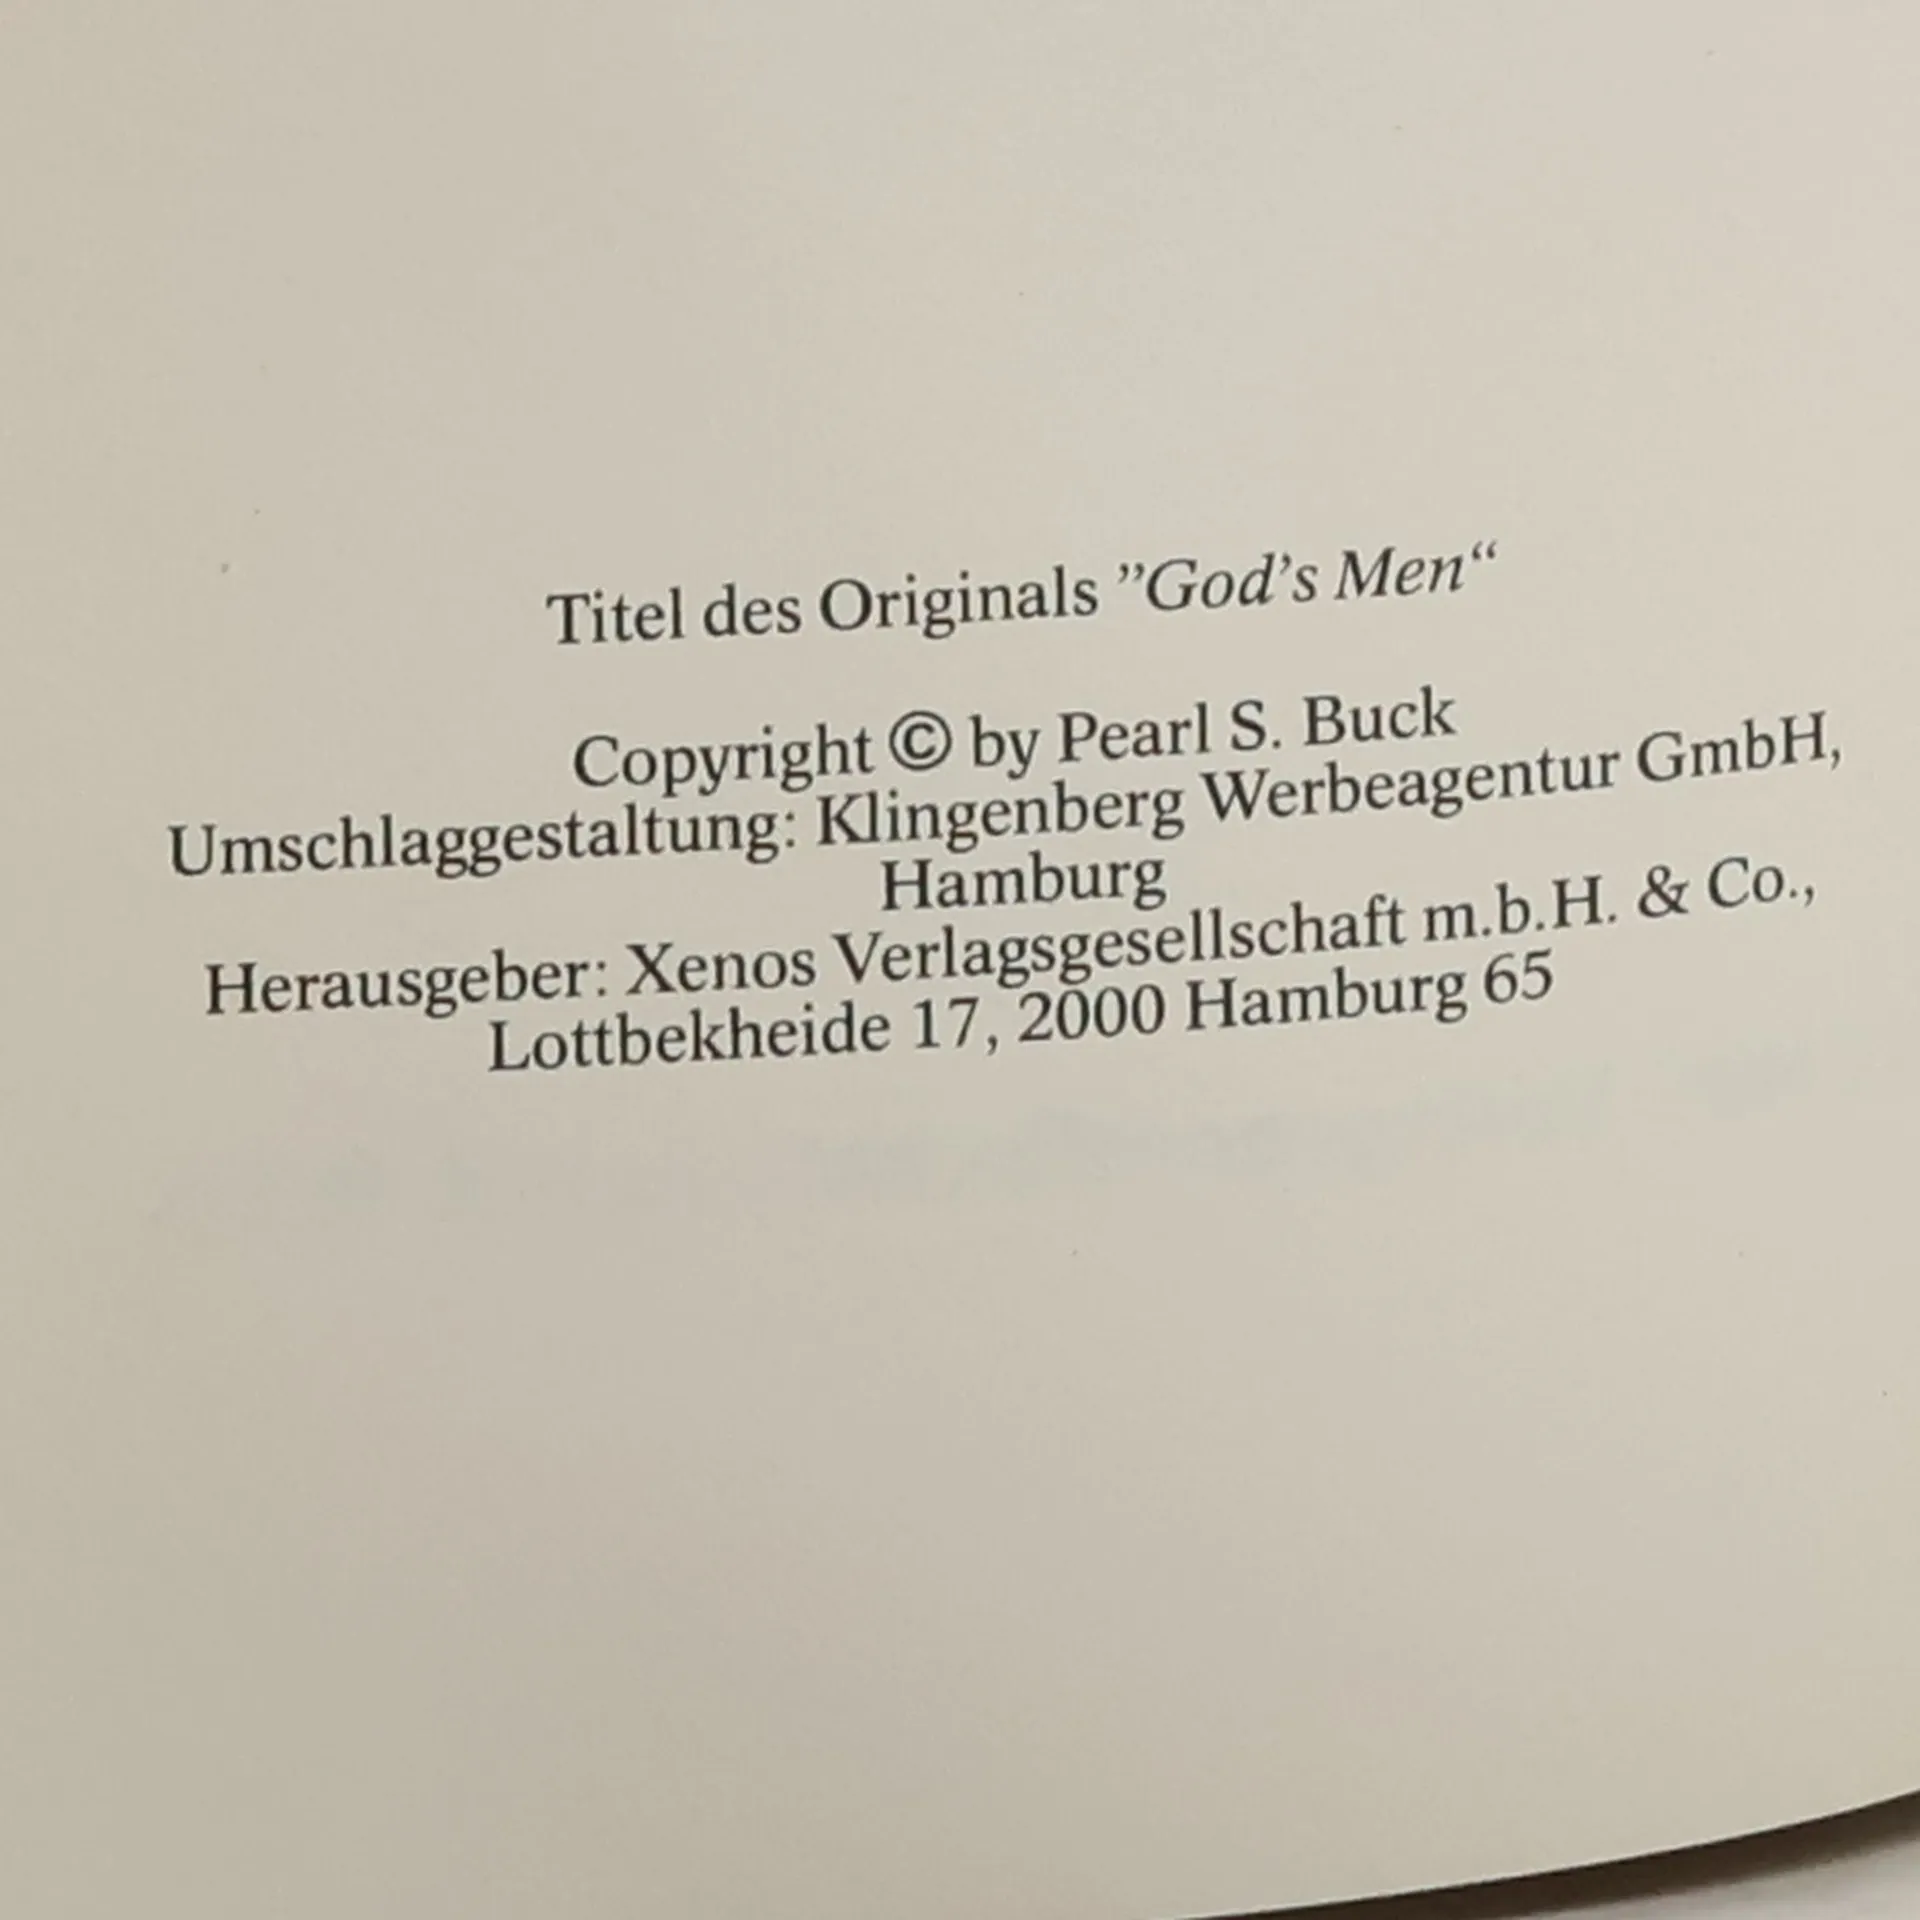 Titel des Originals ”God’s Men“
Copyright © by Pearl S. Buck
Umschlaggestaltung: Klingenberg Werbeagentur GmbH,
Hamburg
Herausgeber: Xenos Verlagsgesellschaft m.b.H. & Co.,
Lottbekheide 17, 2000 Hamburg 65